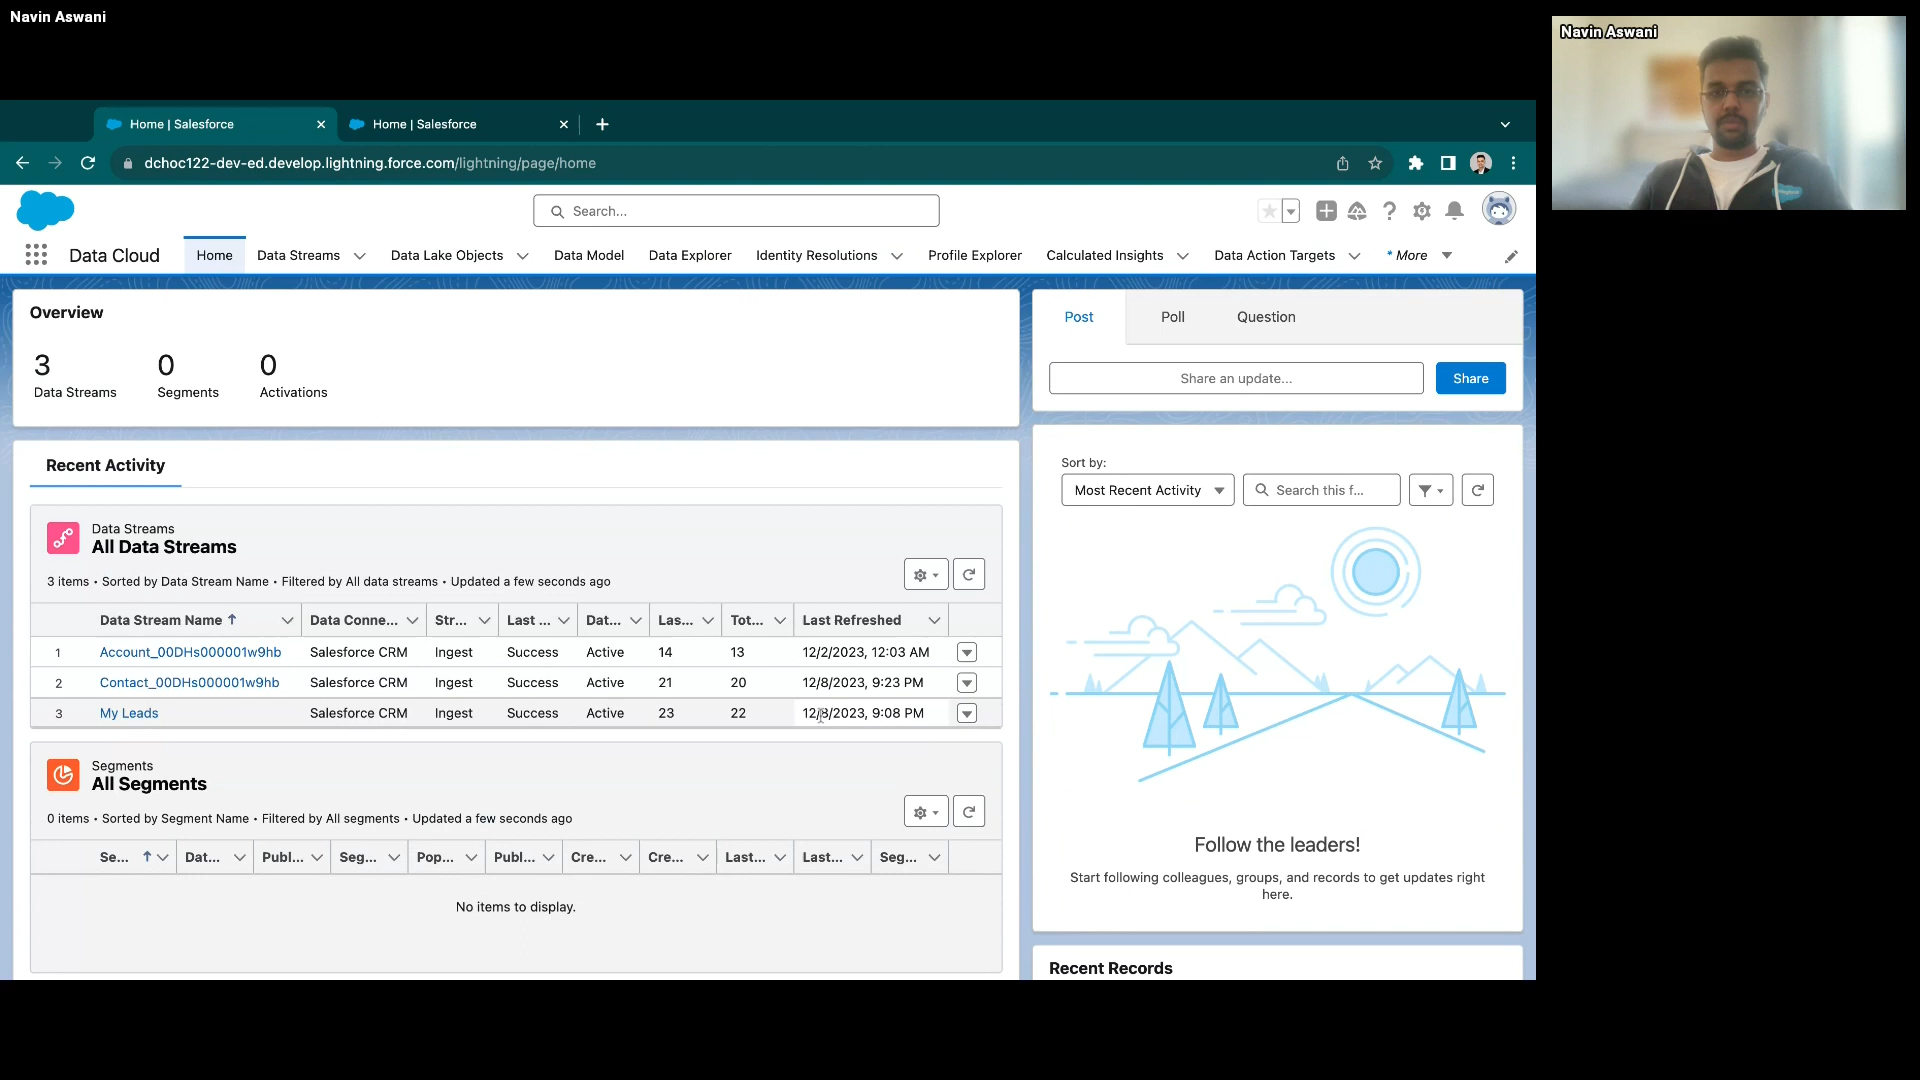 Navin Aswani
Navin Aswani
Home | Salesforce
Home | Salesforce
dchoc122-dev-ed.develop.lightning.force.com/lightning/page/home
Search...
Data Cloud
Home
Data Streams
Data Lake Objects
Data Model
Data Explorer
Identity Resolutions
Profile Explorer
Calculated Insights
Data Action Targets
* More
Overview
3
0
0
Data Streams
Segments
Activations
Recent Activity
Data Streams
All Data Streams
3 items • Sorted by Data Stream Name • Filtered by All data streams • Updated a few seconds ago
Data Stream Name Data Conne... Str... Last ... Dat... Las... Tot... Last Refreshed
1 Account_00DHs000001w9hb Salesforce CRM Ingest Success Active 14 13 12/2/2023, 12:03 AM
2 Contact_00DHs000001w9hb Salesforce CRM Ingest Success Active 21 20 12/8/2023, 9:23 PM
3 My Leads Salesforce CRM Ingest Success Active 23 22 12/8/2023, 9:08 PM
Segments
All Segments
0 items • Sorted by Segment Name • Filtered by All segments • Updated a few seconds ago
Se... Dat... Publ... Seg... Pop... Publ... Cre... Cre... Last... Last... Seg...
No items to display.
Post
Poll
Question
Share an update...
Share
Sort by:
Most Recent Activity
Search this f...
Follow the leaders!
Start following colleagues, groups, and records to get updates right
here.
Recent Records